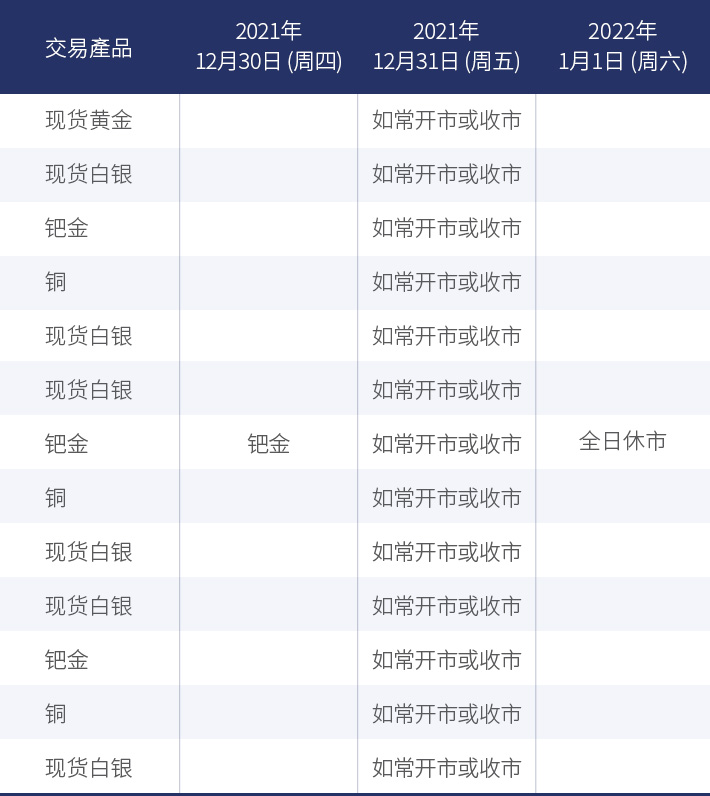 交易產品
2021年
12月30日 (周四)
2021年
12月31日 (周五)
2022年
1月1日 (周六)
现货黄金 如常开市或收市
现货白银 如常开市或收市
钯金 如常开市或收市
铜 如常开市或收市
现货白银 如常开市或收市
现货白银 如常开市或收市
钯金 钯金 如常开市或收市 全日休市
铜 如常开市或收市
现货白银 如常开市或收市
现货白银 如常开市或收市
钯金 如常开市或收市
铜 如常开市或收市
现货白银 如常开市或收市